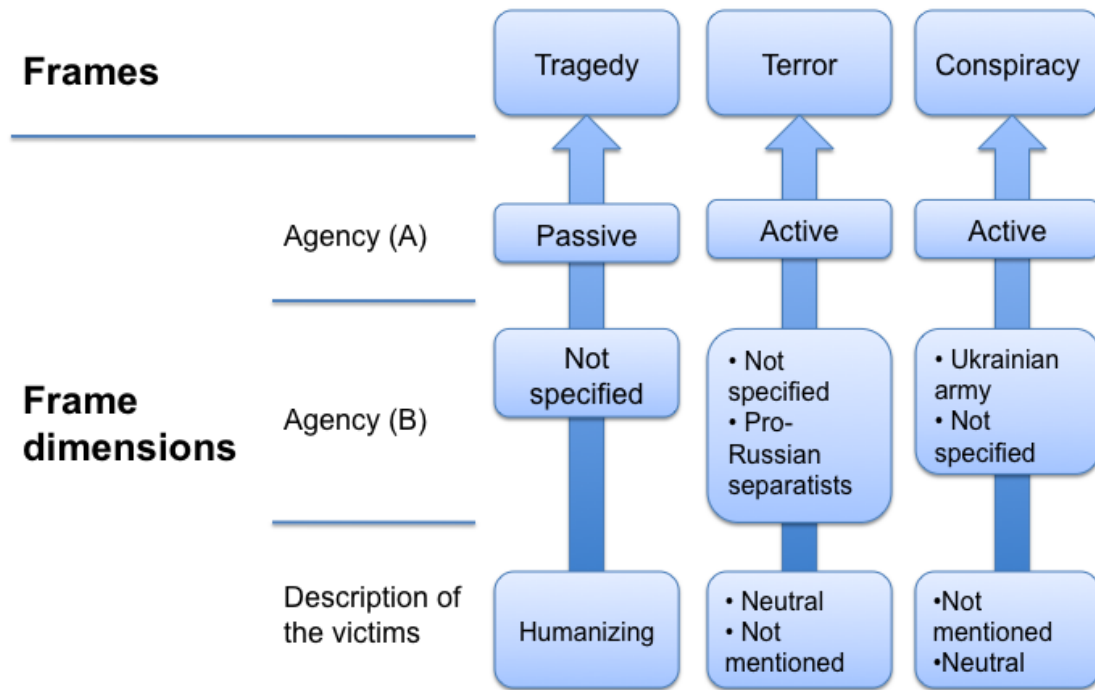 Frames
Tragedy
Terror
Conspiracy
Agency (A)
Passive
Active
Active
Frame
dimensions
Agency (B)
Not
specified
• Not
specified
• Pro-
Russian
separatists
• Ukrainian
army
• Not
specified
Description of
the victims
Humanizing
• Neutral
• Not
mentioned
•Not
mentioned
•Neutral